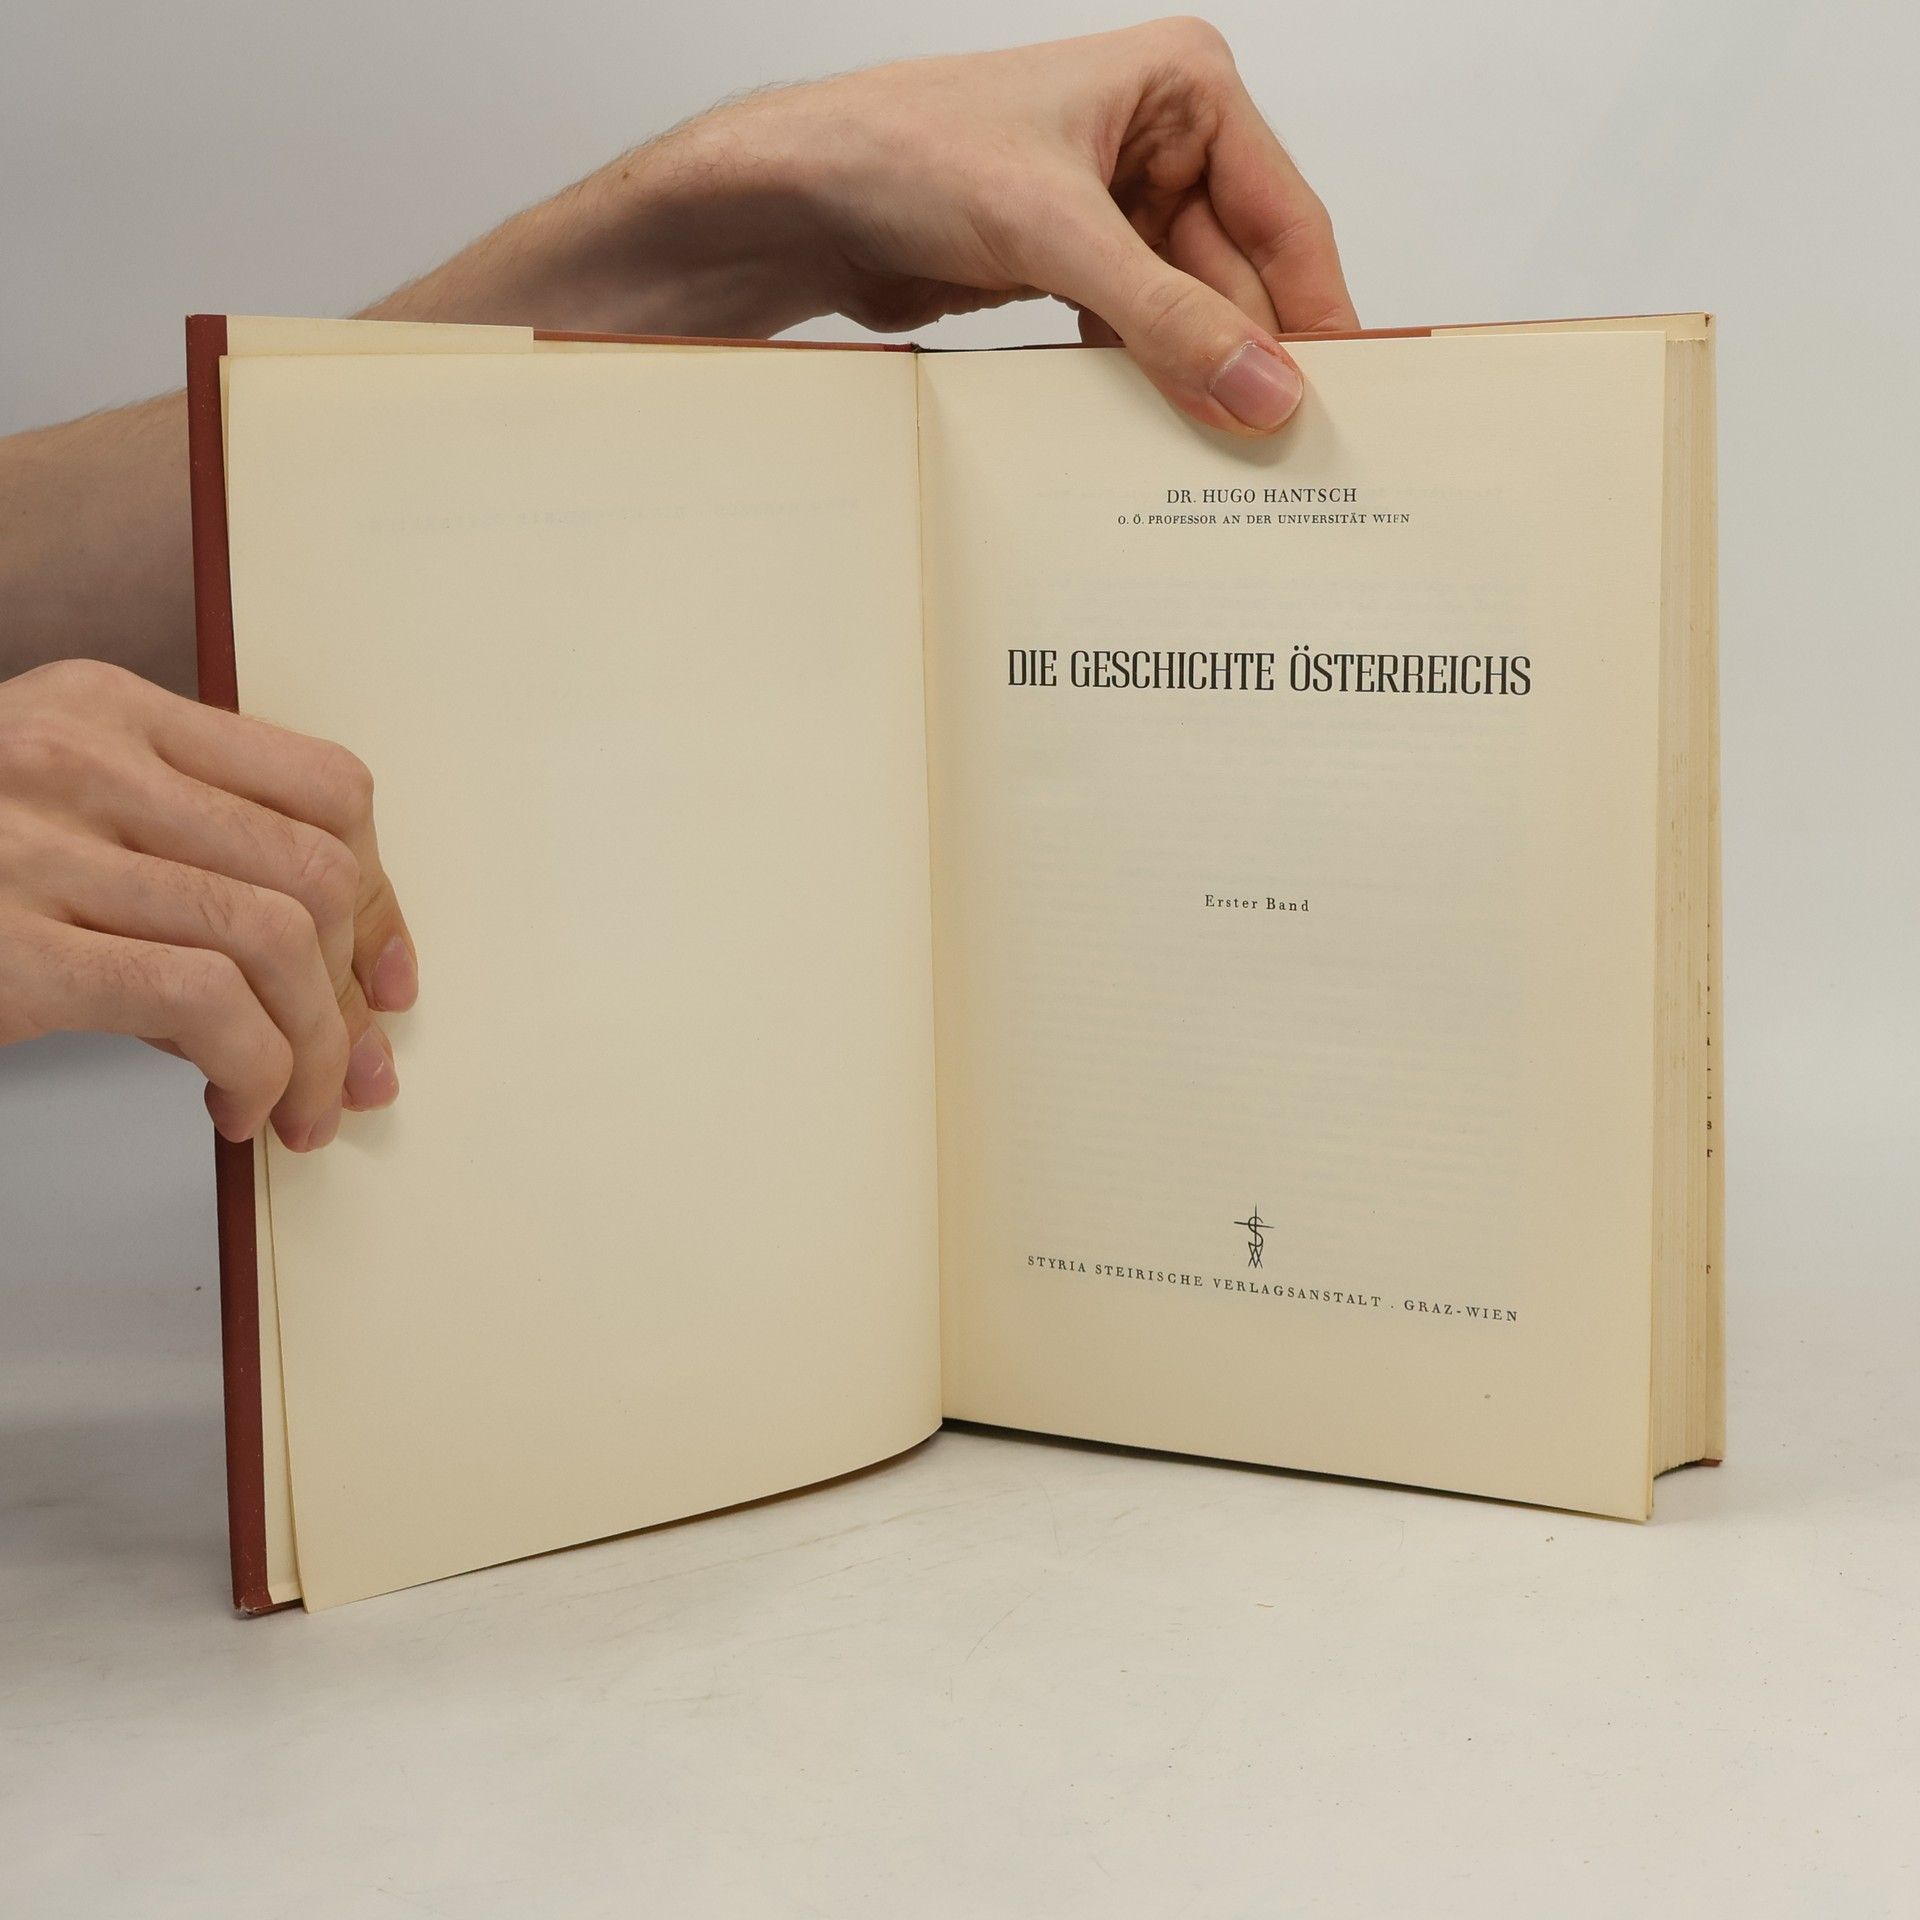 DR. HUGO HANTSCH
O. Ö. PROFESSOR AN DER UNIVERSITÄT WIEN
DIE GESCHICHTE ÖSTERREICHS
Erster Band
STYRIA STEIRISCHE VERLAGSANSTALT . GRAZ-WIEN